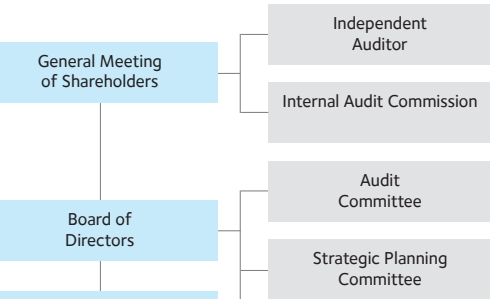 Independent
Auditor
General Meeting
of Shareholders
Internal Audit Commission
Audit
Committee
Board of
Directors
Strategic Planning
Committee